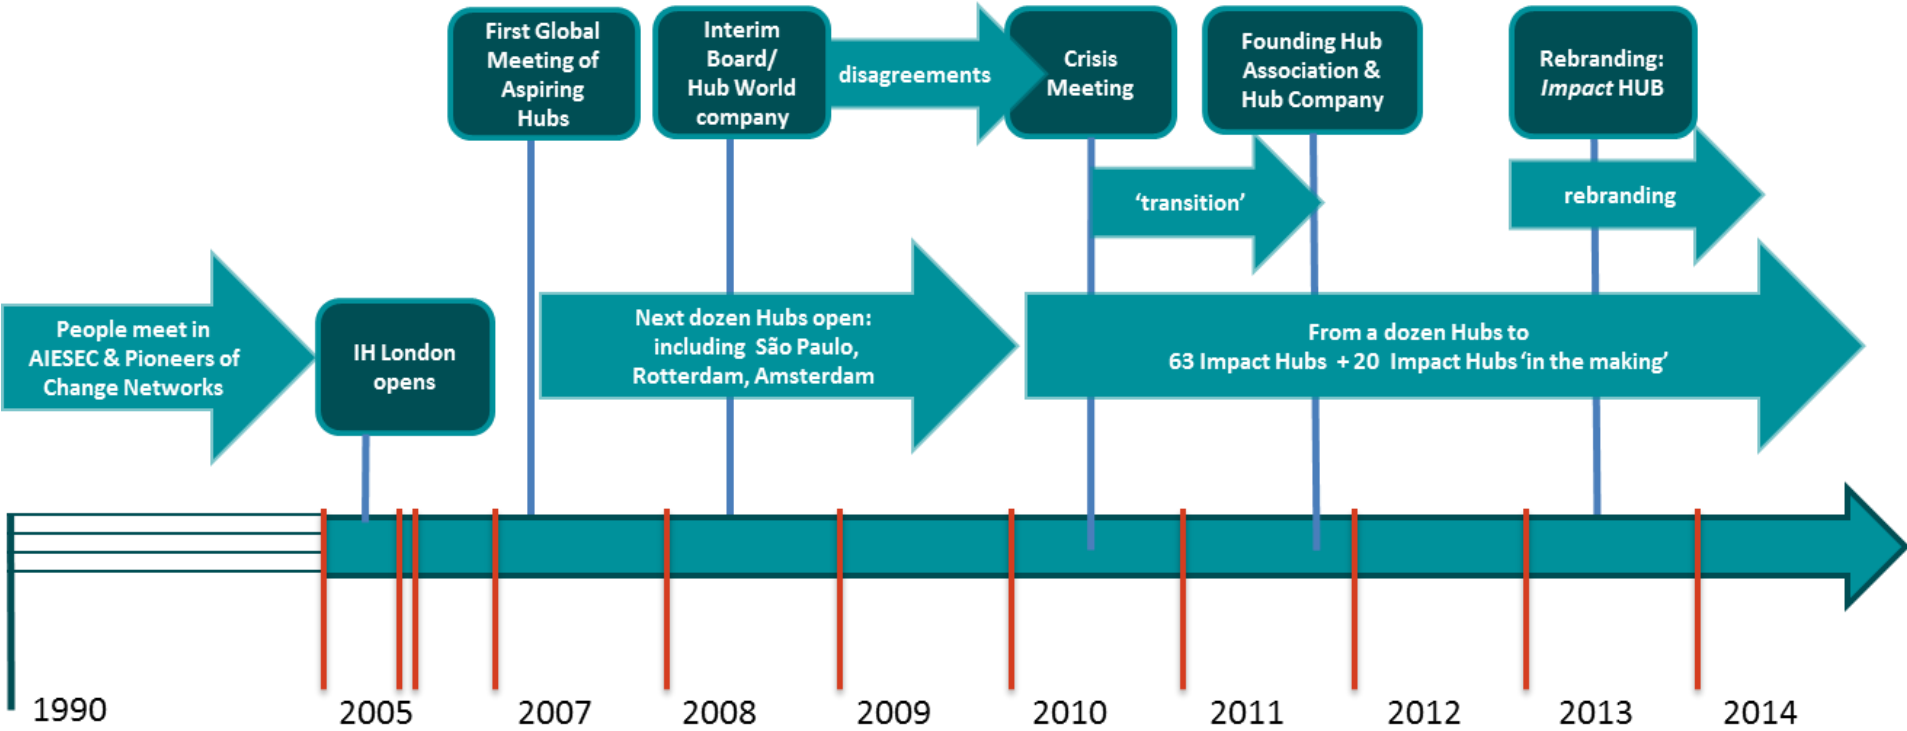 First Global
Meeting of
Aspiring
Hubs
Interim
Board/
Hub World
company
disagreements
Crisis
Meeting
Founding Hub
Association &
Hub Company
Rebranding:
Impact HUB
‘transition’
rebranding
People meet in
AIESEC & Pioneers of
Change Networks
IH London
opens
Next dozen Hubs open:
including São Paulo,
Rotterdam, Amsterdam
From a dozen Hubs to
63 Impact Hubs + 20 Impact Hubs ‘in the making’
1990
2005
2007
2008
2009
2010
2011
2012
2013
2014